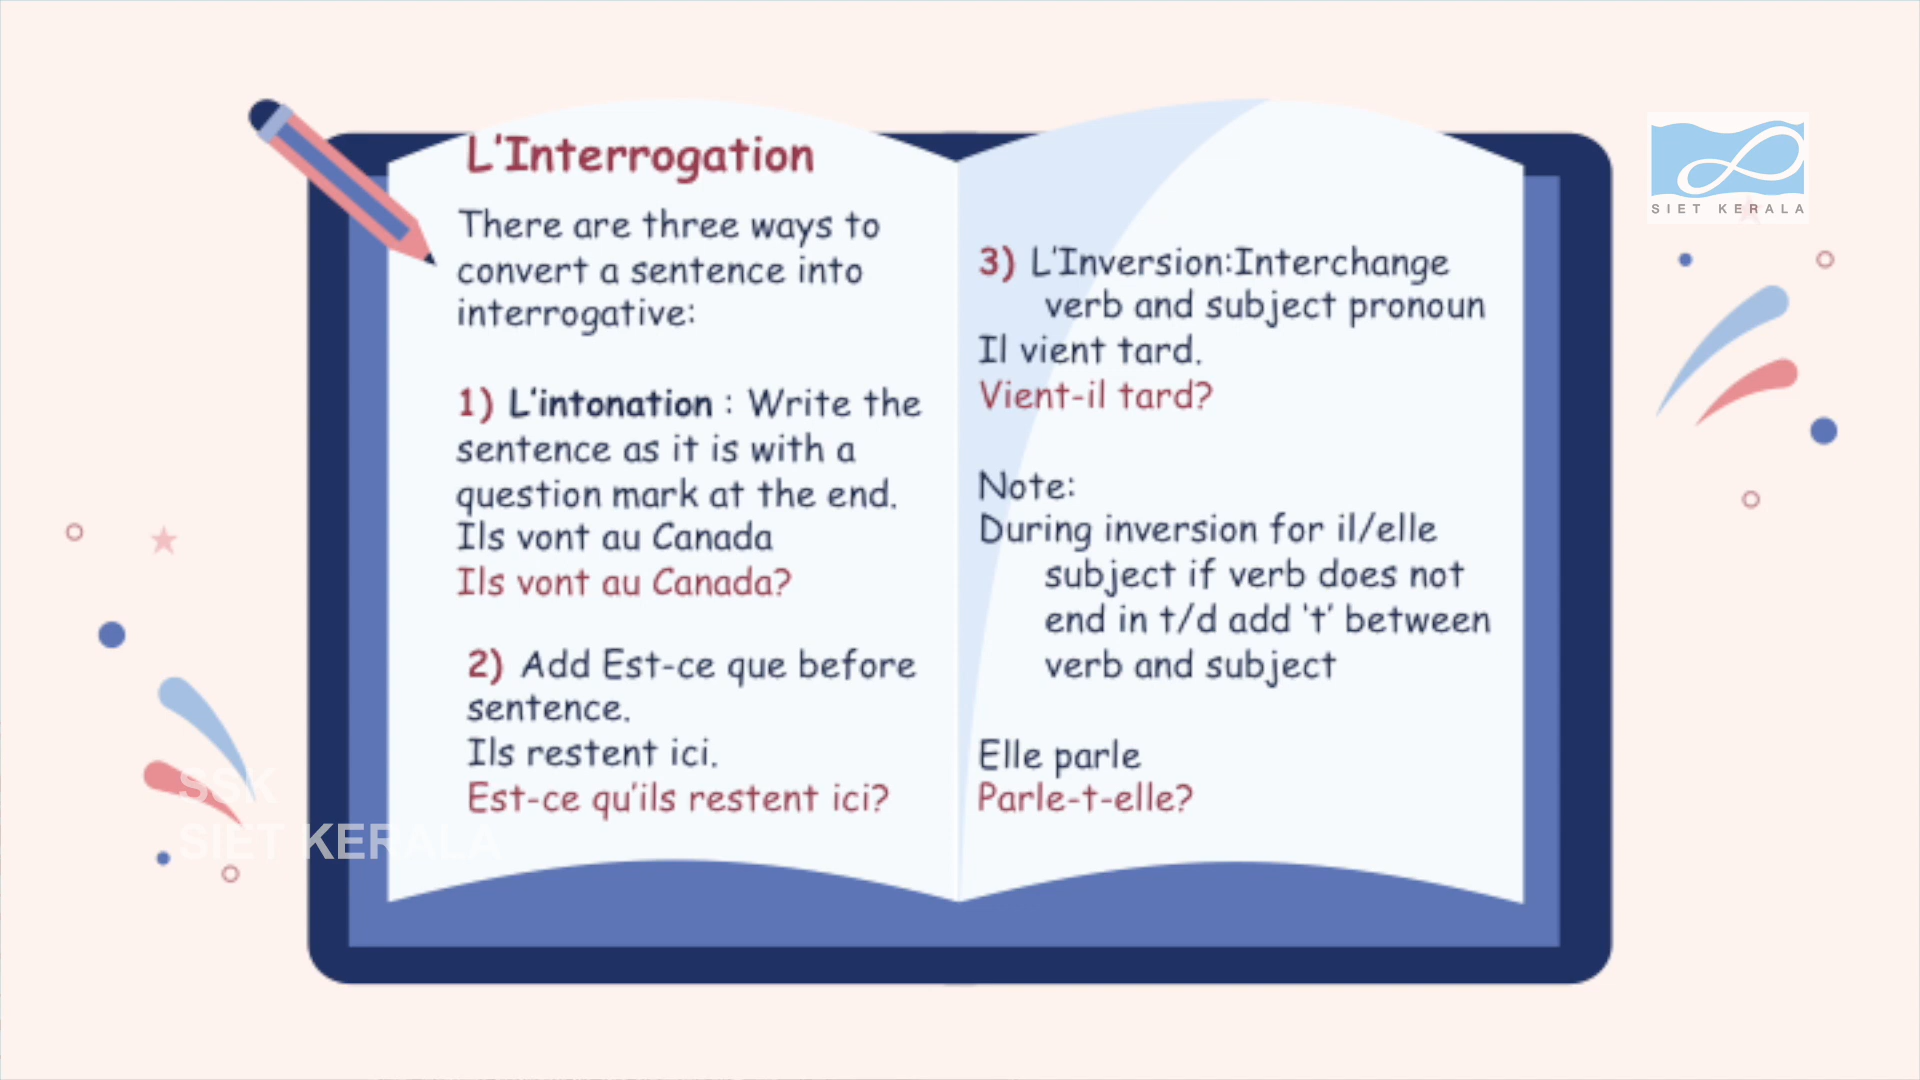 L'Interrogation
There are three ways to
convert a sentence into
interrogative:
1) L'intonation : Write the
sentence as it is with a
question mark at the end.
Ils vont au Canada
Ils vont au Canada?
2) Add Est-ce que before
sentence.
Ils restent ici.
Est-ce qu'ils restent ici?
3) L'Inversion:Interchange
verb and subject pronoun
Il vient tard.
Vient-il tard?
Note:
During inversion for il/elle
subject if verb does not
end in t/d add 't' between
verb and subject
Elle parle
Parle-t-elle?
SIET KERALA
SSK
SIET KERALA